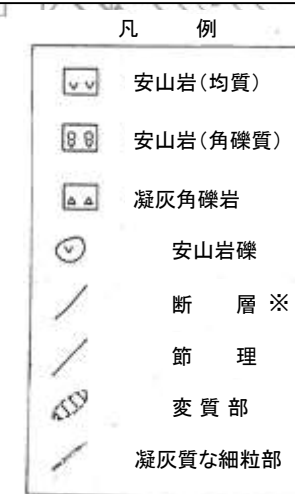 凡 例
安山岩(均質)
安山岩(角礫質)
凝灰角礫岩
安山岩礫
断 層 ※
節 理
変 質 部
凝灰質な細粒部